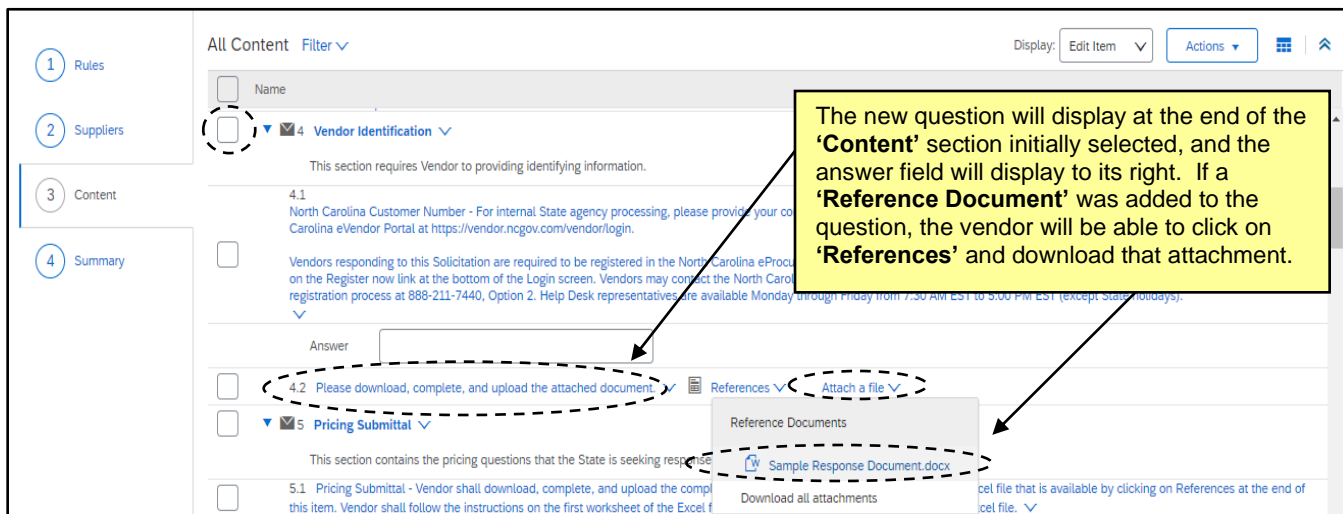 All Content Filter
Display: Edit Item Actions
1 Rules
2 Suppliers
3 Content
4 Summary
Name
4 Vendor Identification
This section requires Vendor to providing identifying information.
4.1
North Carolina Customer Number - For internal State agency processing, please provide your co
Carolina eVendor Portal at https://vendor.ncgov.com/vendor/login.
Vendors responding to this Solicitation are required to be registered in the North Carolina eProcu
on the Register now link at the bottom of the Login screen. Vendors may contact the North Carol
registration process at 888-211-7440, Option 2. Help Desk representatives are available Monday through Friday from 7:30 AM EST to 5:00 PM EST (except State holidays).
Answer
4.2 Please download, complete, and upload the attached document. References Attach a file
Reference Documents
Sample Response Document.docx
Download all attachments
5 Pricing Submittal
This section contains the pricing questions that the State is seeking response
5.1 Pricing Submittal - Vendor shall download, complete, and upload the compl cel file that is available by clicking on References at the end of
this item. Vendor shall follow the instructions on the first worksheet of the Excel f cel file.
The new question will display at the end of the
‘Content’ section initially selected, and the
answer field will display to its right. If a
‘Reference Document’ was added to the
question, the vendor will be able to click on
‘References’ and download that attachment.